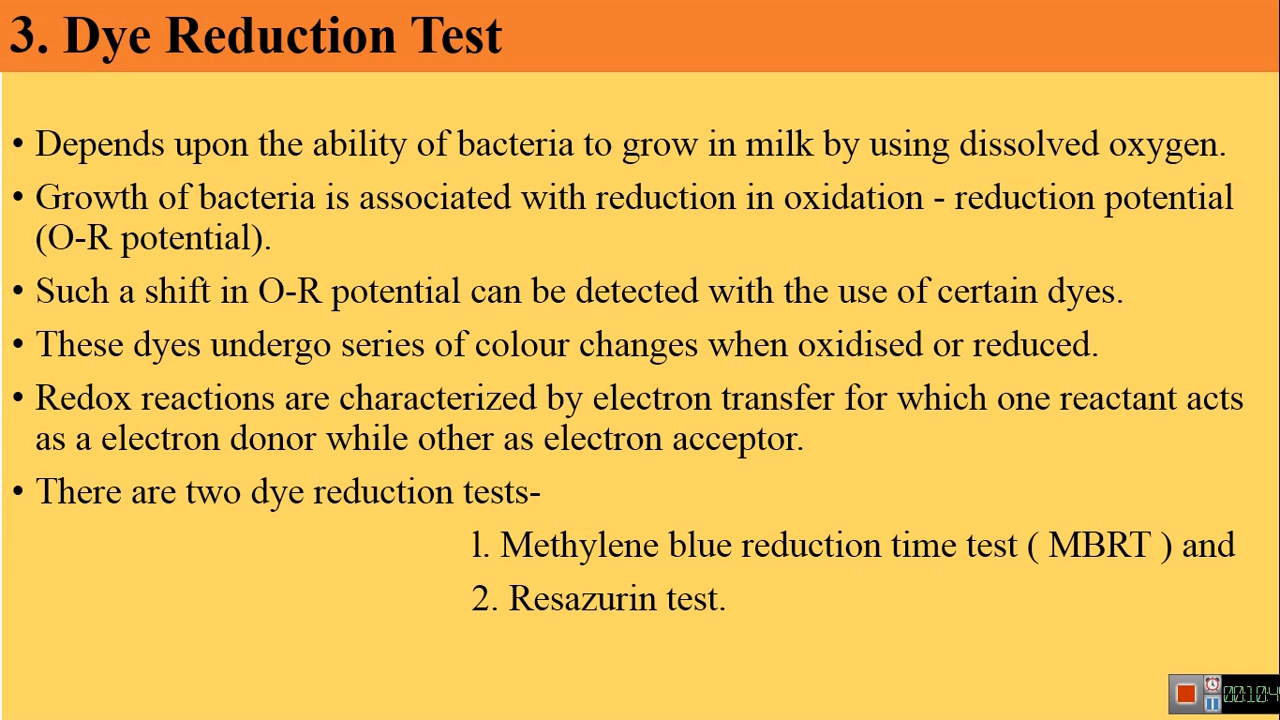 3. Dye Reduction Test
• Depends upon the ability of bacteria to grow in milk by using dissolved oxygen.
• Growth of bacteria is associated with reduction in oxidation - reduction potential
(O-R potential).
• Such a shift in O-R potential can be detected with the use of certain dyes.
• These dyes undergo series of colour changes when oxidised or reduced.
• Redox reactions are characterized by electron transfer for which one reactant acts
as a electron donor while other as electron acceptor.
• There are two dye reduction tests-
l. Methylene blue reduction time test ( MBRT ) and
2. Resazurin test.